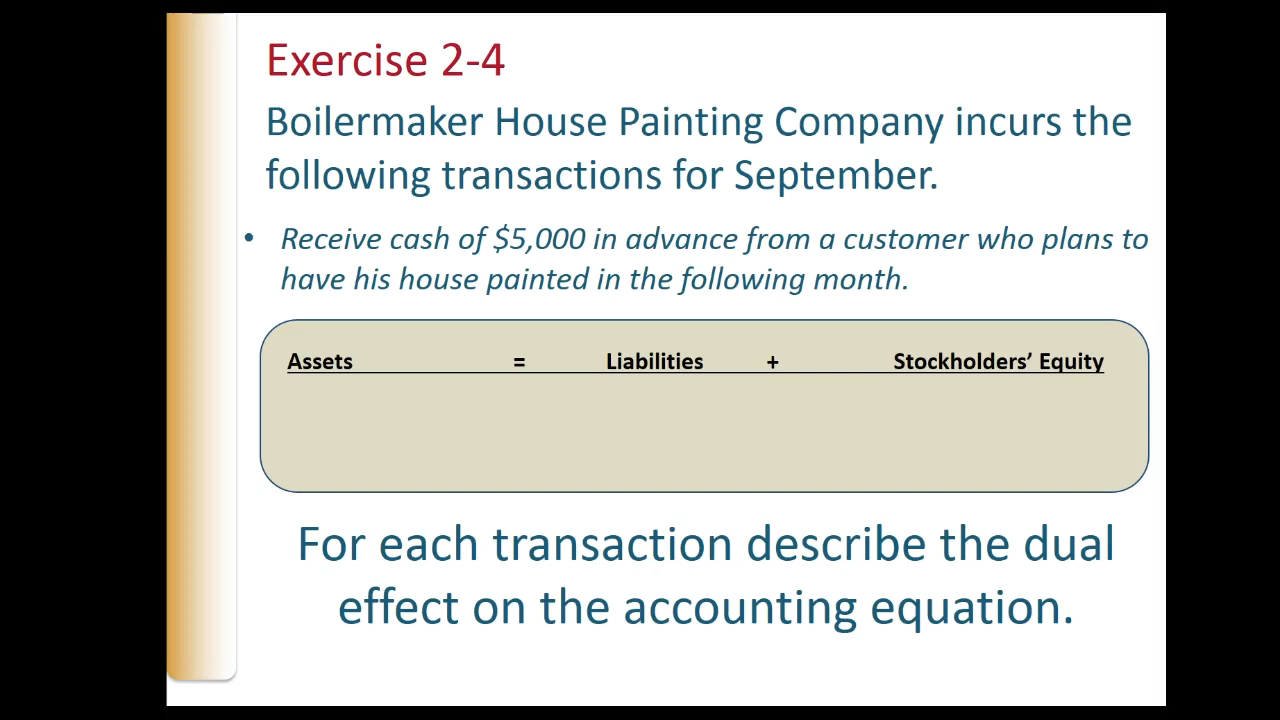 Exercise 2-4
Boilermaker House Painting Company incurs the
following transactions for September.
• Receive cash of $5,000 in advance from a customer who plans to
have his house painted in the following month.
Assets = Liabilities + Stockholders’ Equity
For each transaction describe the dual
effect on the accounting equation.